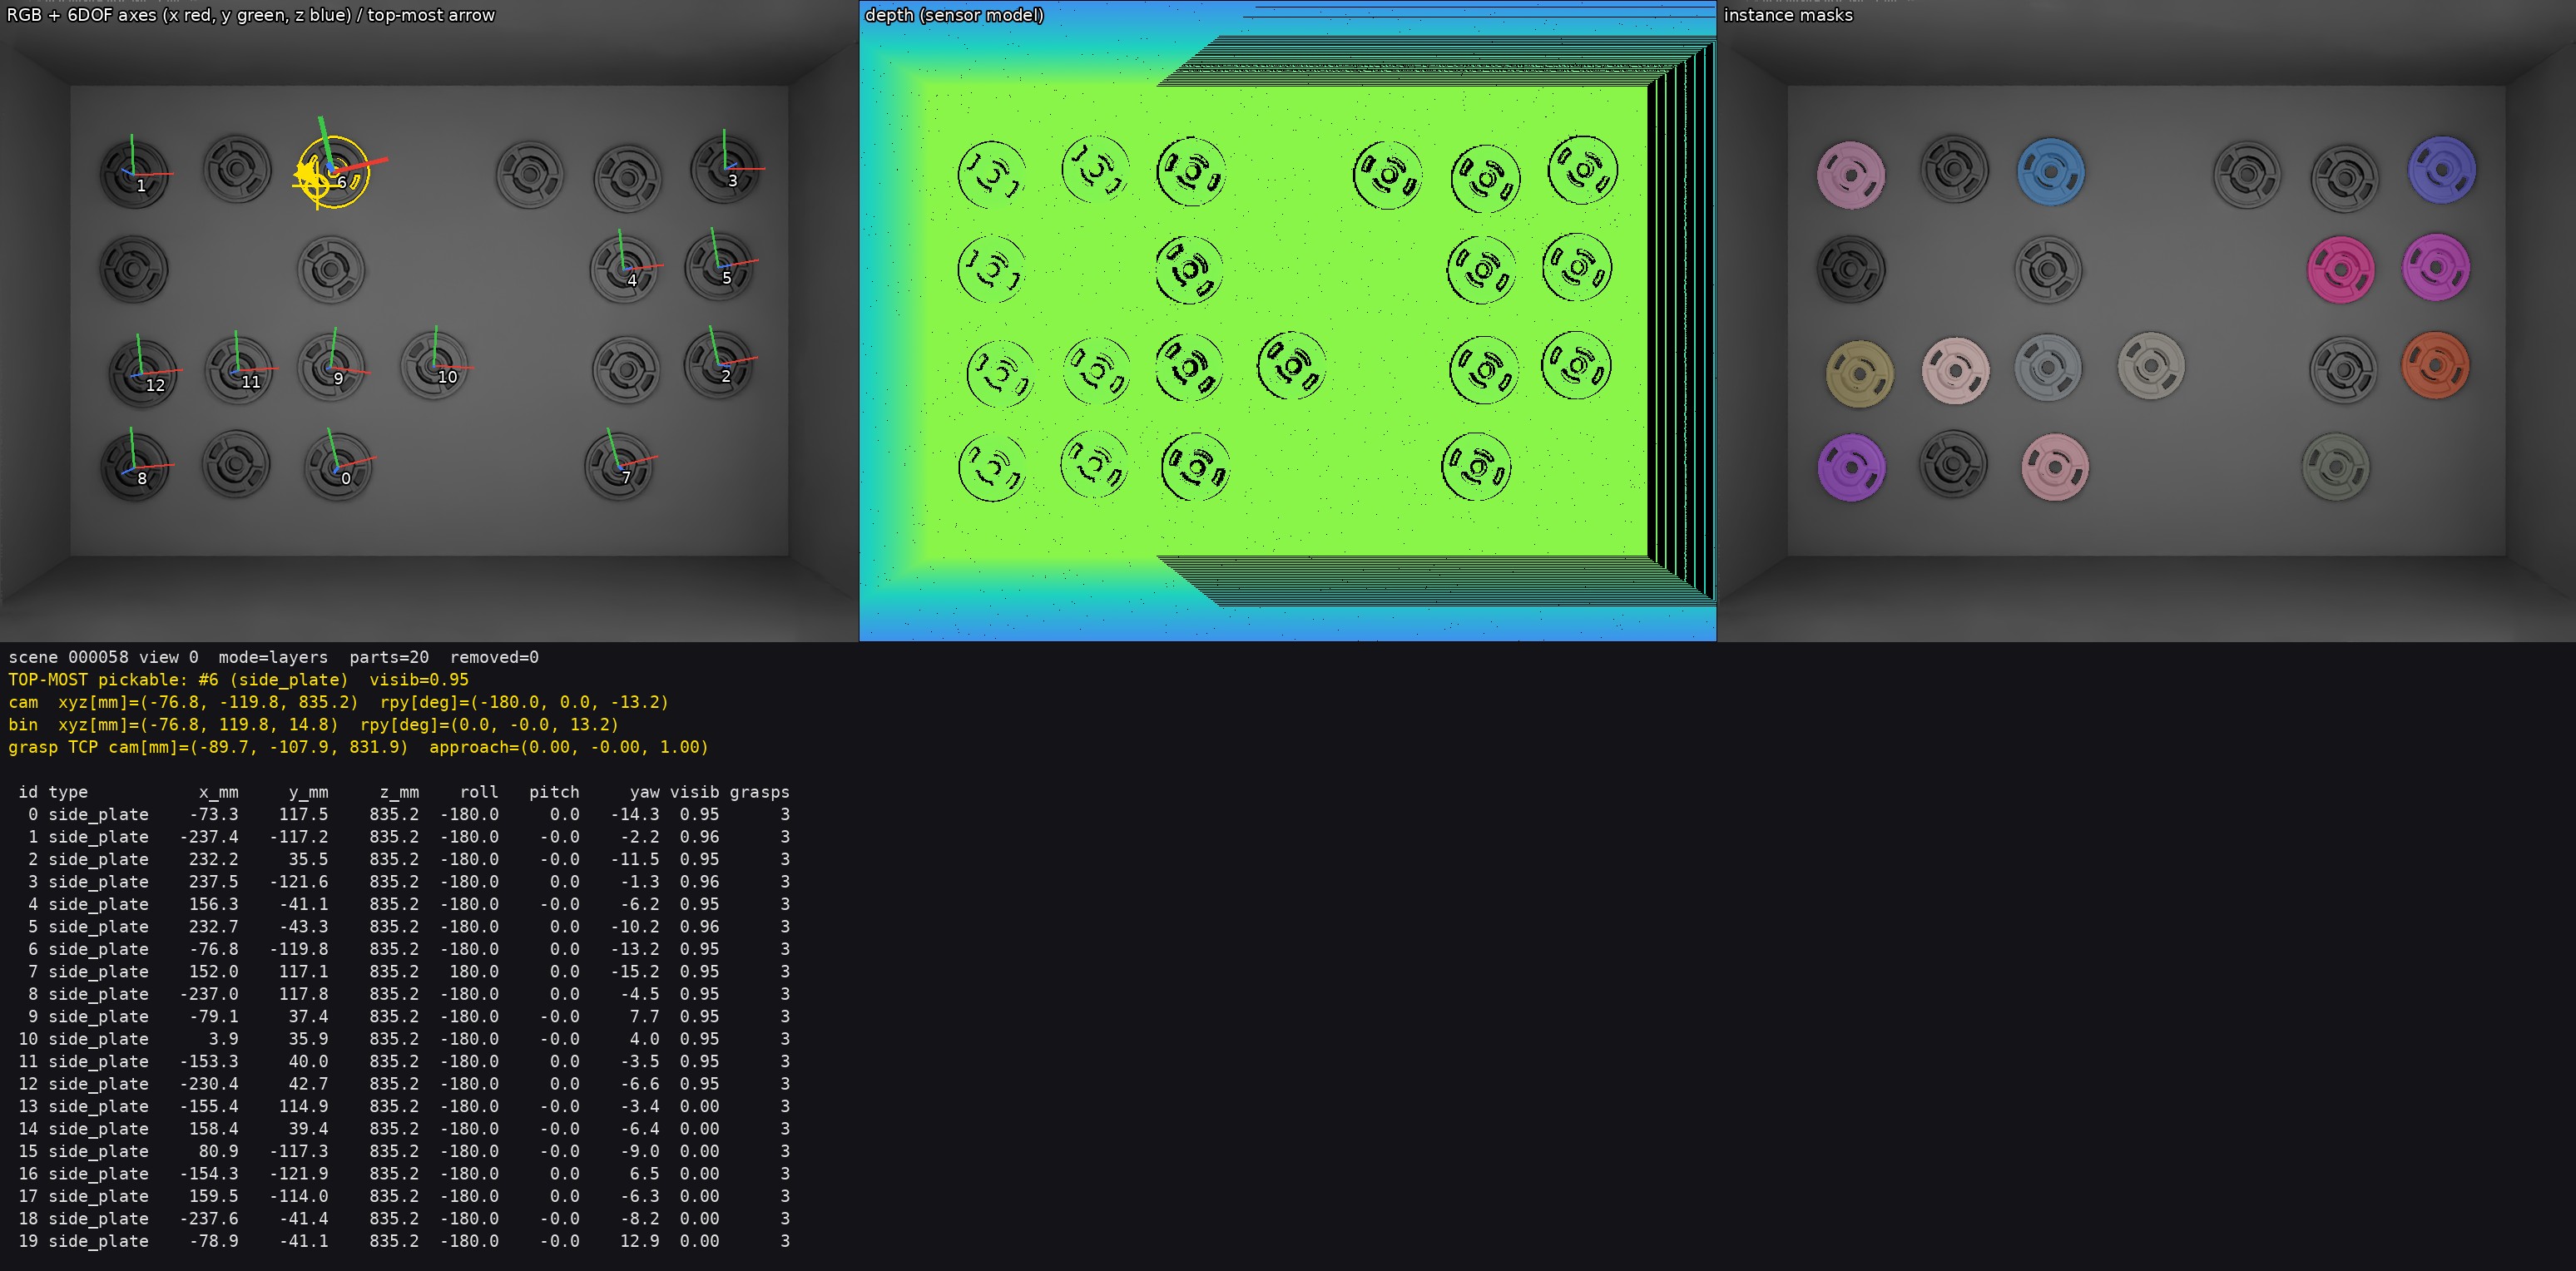 RGB + 6DOF axes (x red, y green, z blue) / top-most arrow
depth (sensor model)
instance masks
1
6
3
4
5
12
11
9
10
2
8
0
7
scene 000058 view 0  mode=layers  parts=20  removed=0
TOP-MOST pickable: #6 (side_plate)  visib=0.95
cam  xyz[mm]=(-76.8, -119.8, 835.2)  rpy[deg]=(-180.0, 0.0, -13.2)
bin  xyz[mm]=(-76.8, 119.8, 14.8)  rpy[deg]=(0.0, -0.0, 13.2)
grasp TCP cam[mm]=(-89.7, -107.9, 831.9)  approach=(0.00, -0.00, 1.00)
id type x_mm y_mm z_mm roll pitch yaw visib grasps
0 side_plate -73.3 117.5 835.2 -180.0 0.0 -14.3 0.95 3
1 side_plate -237.4 -117.2 835.2 -180.0 -0.0 -2.2 0.96 3
2 side_plate 232.2 35.5 835.2 -180.0 -0.0 -11.5 0.95 3
3 side_plate 237.5 -121.6 835.2 -180.0 0.0 -1.3 0.96 3
4 side_plate 156.3 -41.1 835.2 -180.0 -0.0 -6.2 0.95 3
5 side_plate 232.7 -43.3 835.2 -180.0 0.0 -10.2 0.96 3
6 side_plate -76.8 -119.8 835.2 -180.0 0.0 -13.2 0.95 3
7 side_plate 152.0 117.1 835.2 180.0 0.0 -15.2 0.95 3
8 side_plate -237.0 117.8 835.2 -180.0 0.0 -4.5 0.95 3
9 side_plate -79.1 37.4 835.2 -180.0 -0.0 7.7 0.95 3
10 side_plate 3.9 35.9 835.2 -180.0 -0.0 4.0 0.95 3
11 side_plate -153.3 40.0 835.2 -180.0 0.0 -3.5 0.95 3
12 side_plate -230.4 42.7 835.2 -180.0 0.0 -6.6 0.95 3
13 side_plate -155.4 114.9 835.2 -180.0 -0.0 -3.4 0.00 3
14 side_plate 158.4 39.4 835.2 -180.0 -0.0 -6.4 0.00 3
15 side_plate 80.9 -117.3 835.2 -180.0 -0.0 -9.0 0.00 3
16 side_plate -154.3 -121.9 835.2 -180.0 0.0 6.5 0.00 3
17 side_plate 159.5 -114.0 835.2 -180.0 0.0 -6.3 0.00 3
18 side_plate -237.6 -41.4 835.2 -180.0 -0.0 -8.2 0.00 3
19 side_plate -78.9 -41.1 835.2 -180.0 -0.0 12.9 0.00 3